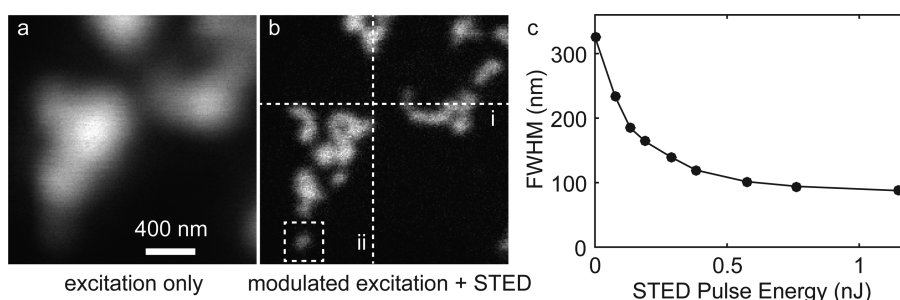 a
b
c
i
ii
400 nm
excitation only
modulated excitation + STED
FWHM (nm)
300
200
100
0
0
0.5
1
STED Pulse Energy (nJ)